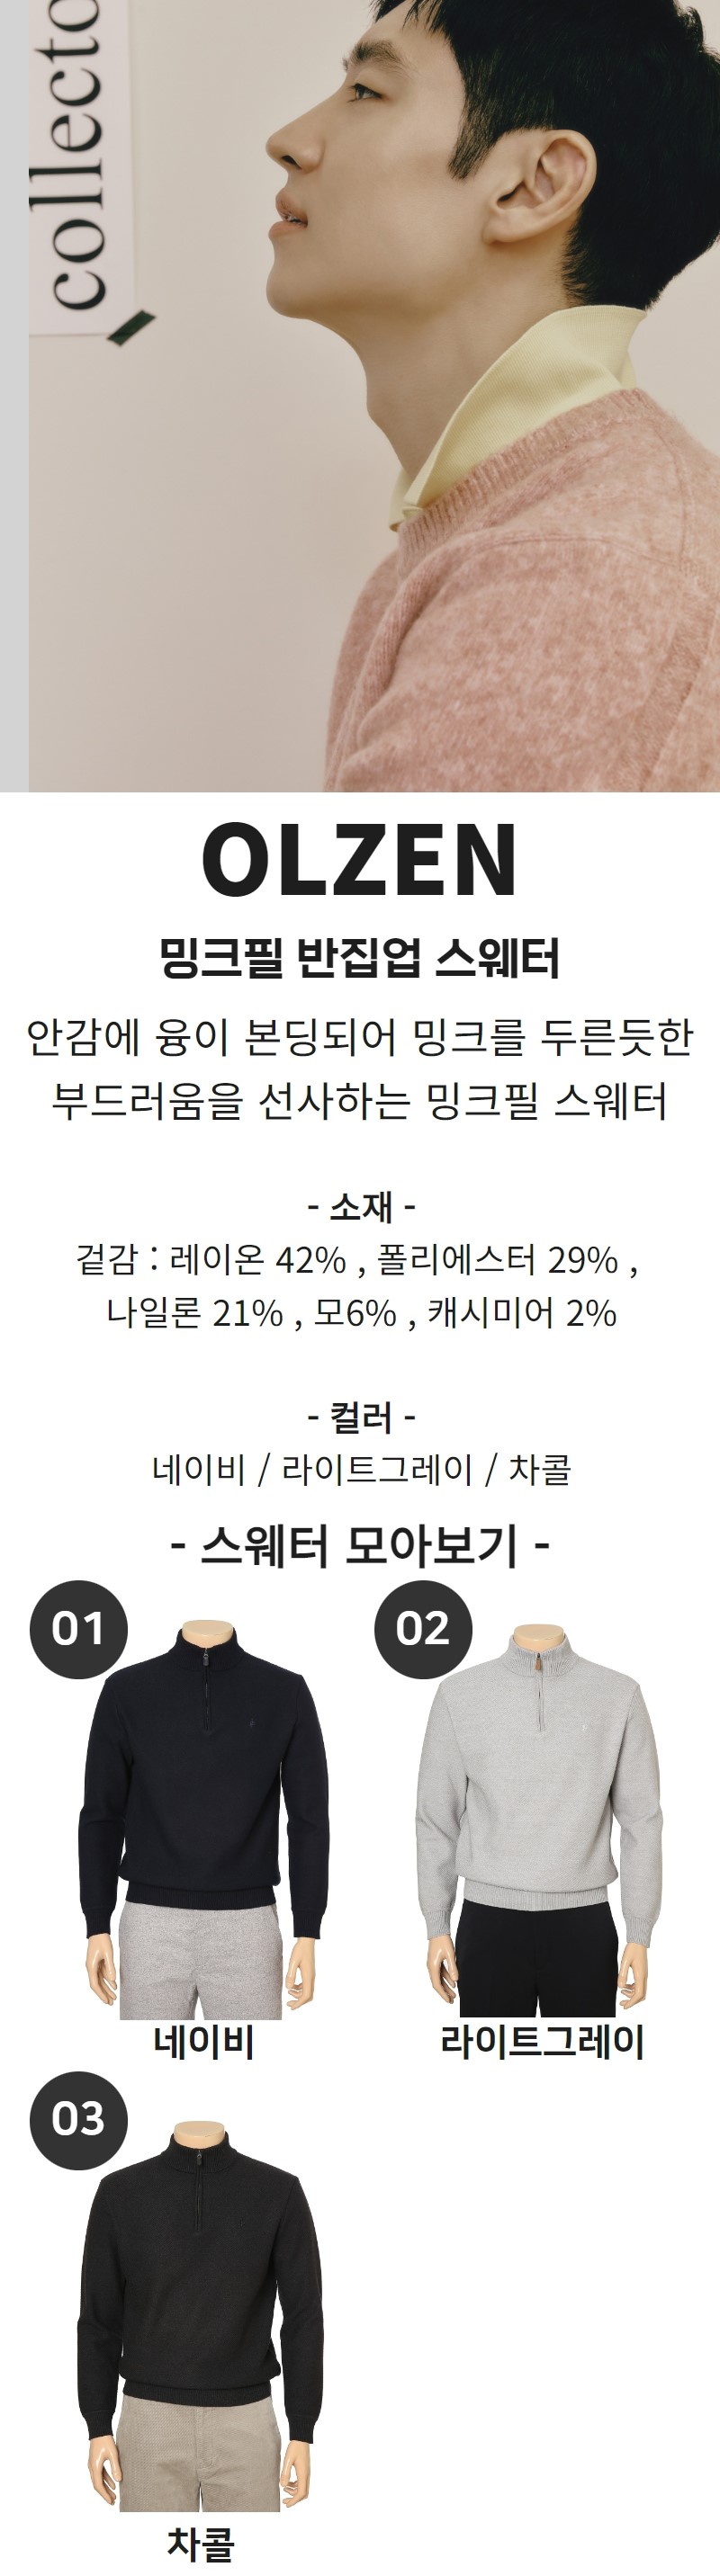 collecto
OLZEN
밍크필 반집업 스웨터
안감에 융이 본딩되어 밍크를 두른듯한
부드러움을 선사하는 밍크필 스웨터
- 소재 -
겉감 : 레이온 42% , 폴리에스터 29% ,
나일론 21% , 모6% , 캐시미어 2%
- 컬러 -
네이비 / 라이트그레이 / 차콜
- 스웨터 모아보기 -
01
02
네이비
라이트그레이
03
차콜